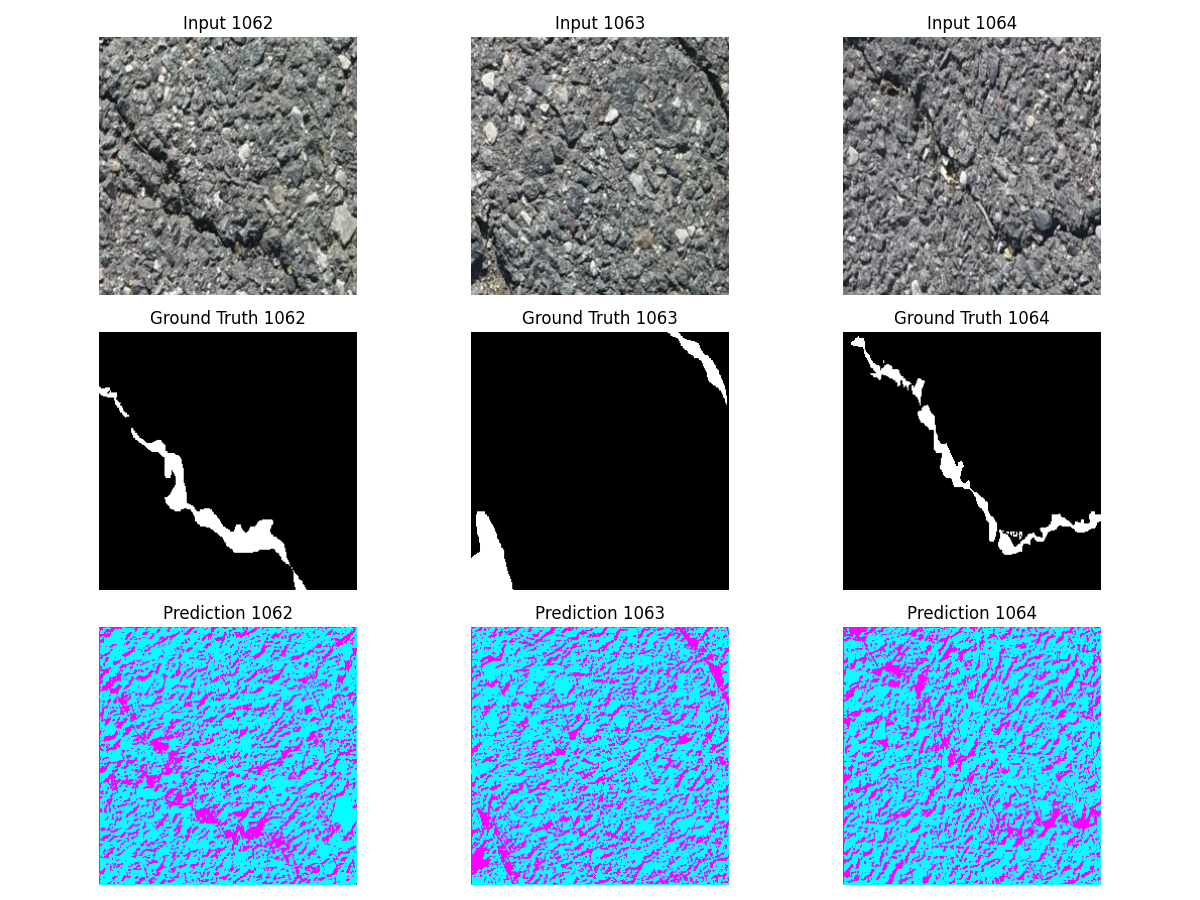 Input 1062
Input 1063
Input 1064
Ground Truth 1062
Ground Truth 1063
Ground Truth 1064
Prediction 1062
Prediction 1063
Prediction 1064